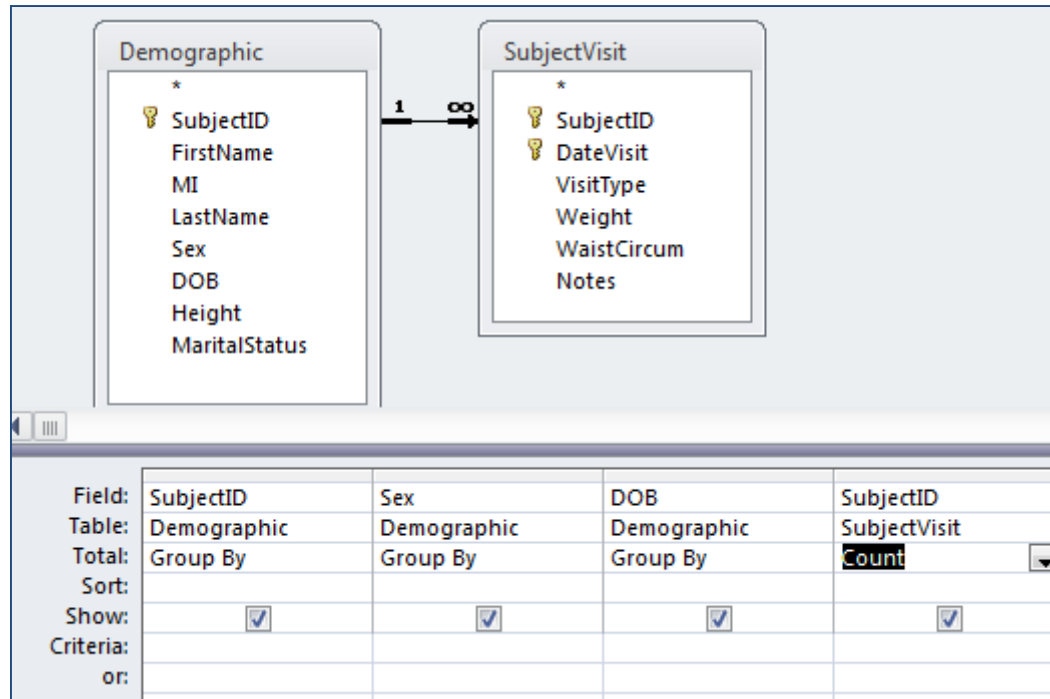 Demographic
*
SubjectID
FirstName
MI
LastName
Sex
DOB
Height
MaritalStatus
1 ∞
SubjectVisit
*
SubjectID
DateVisit
VisitType
Weight
WaistCircum
Notes
Field: SubjectID Sex DOB SubjectID
Table: Demographic Demographic Demographic SubjectVisit
Total: Group By Group By Group By Count
Sort:
Show:
Criteria:
or: